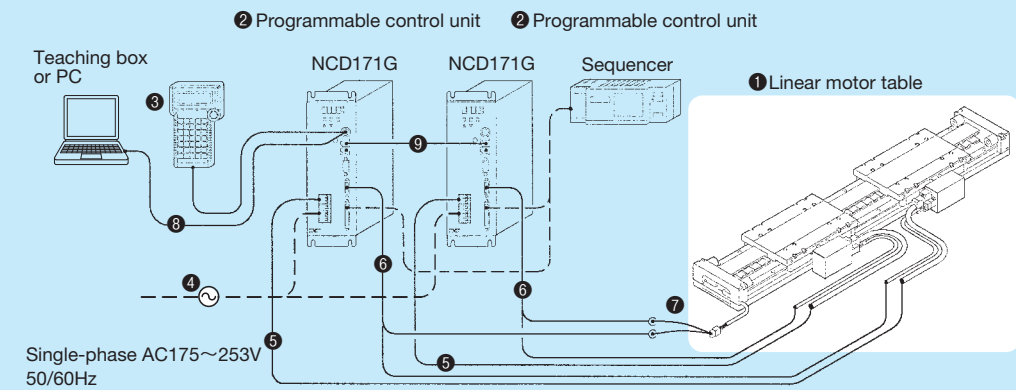 ❷ Programmable control unit
❷ Programmable control unit
Teaching box
or PC
❸
NCD171G
NCD171G
Sequencer
❶ Linear motor table
❾
❽
❻
❹
❻
❼
❺
❺
Single-phase AC175～253V
50/60Hz